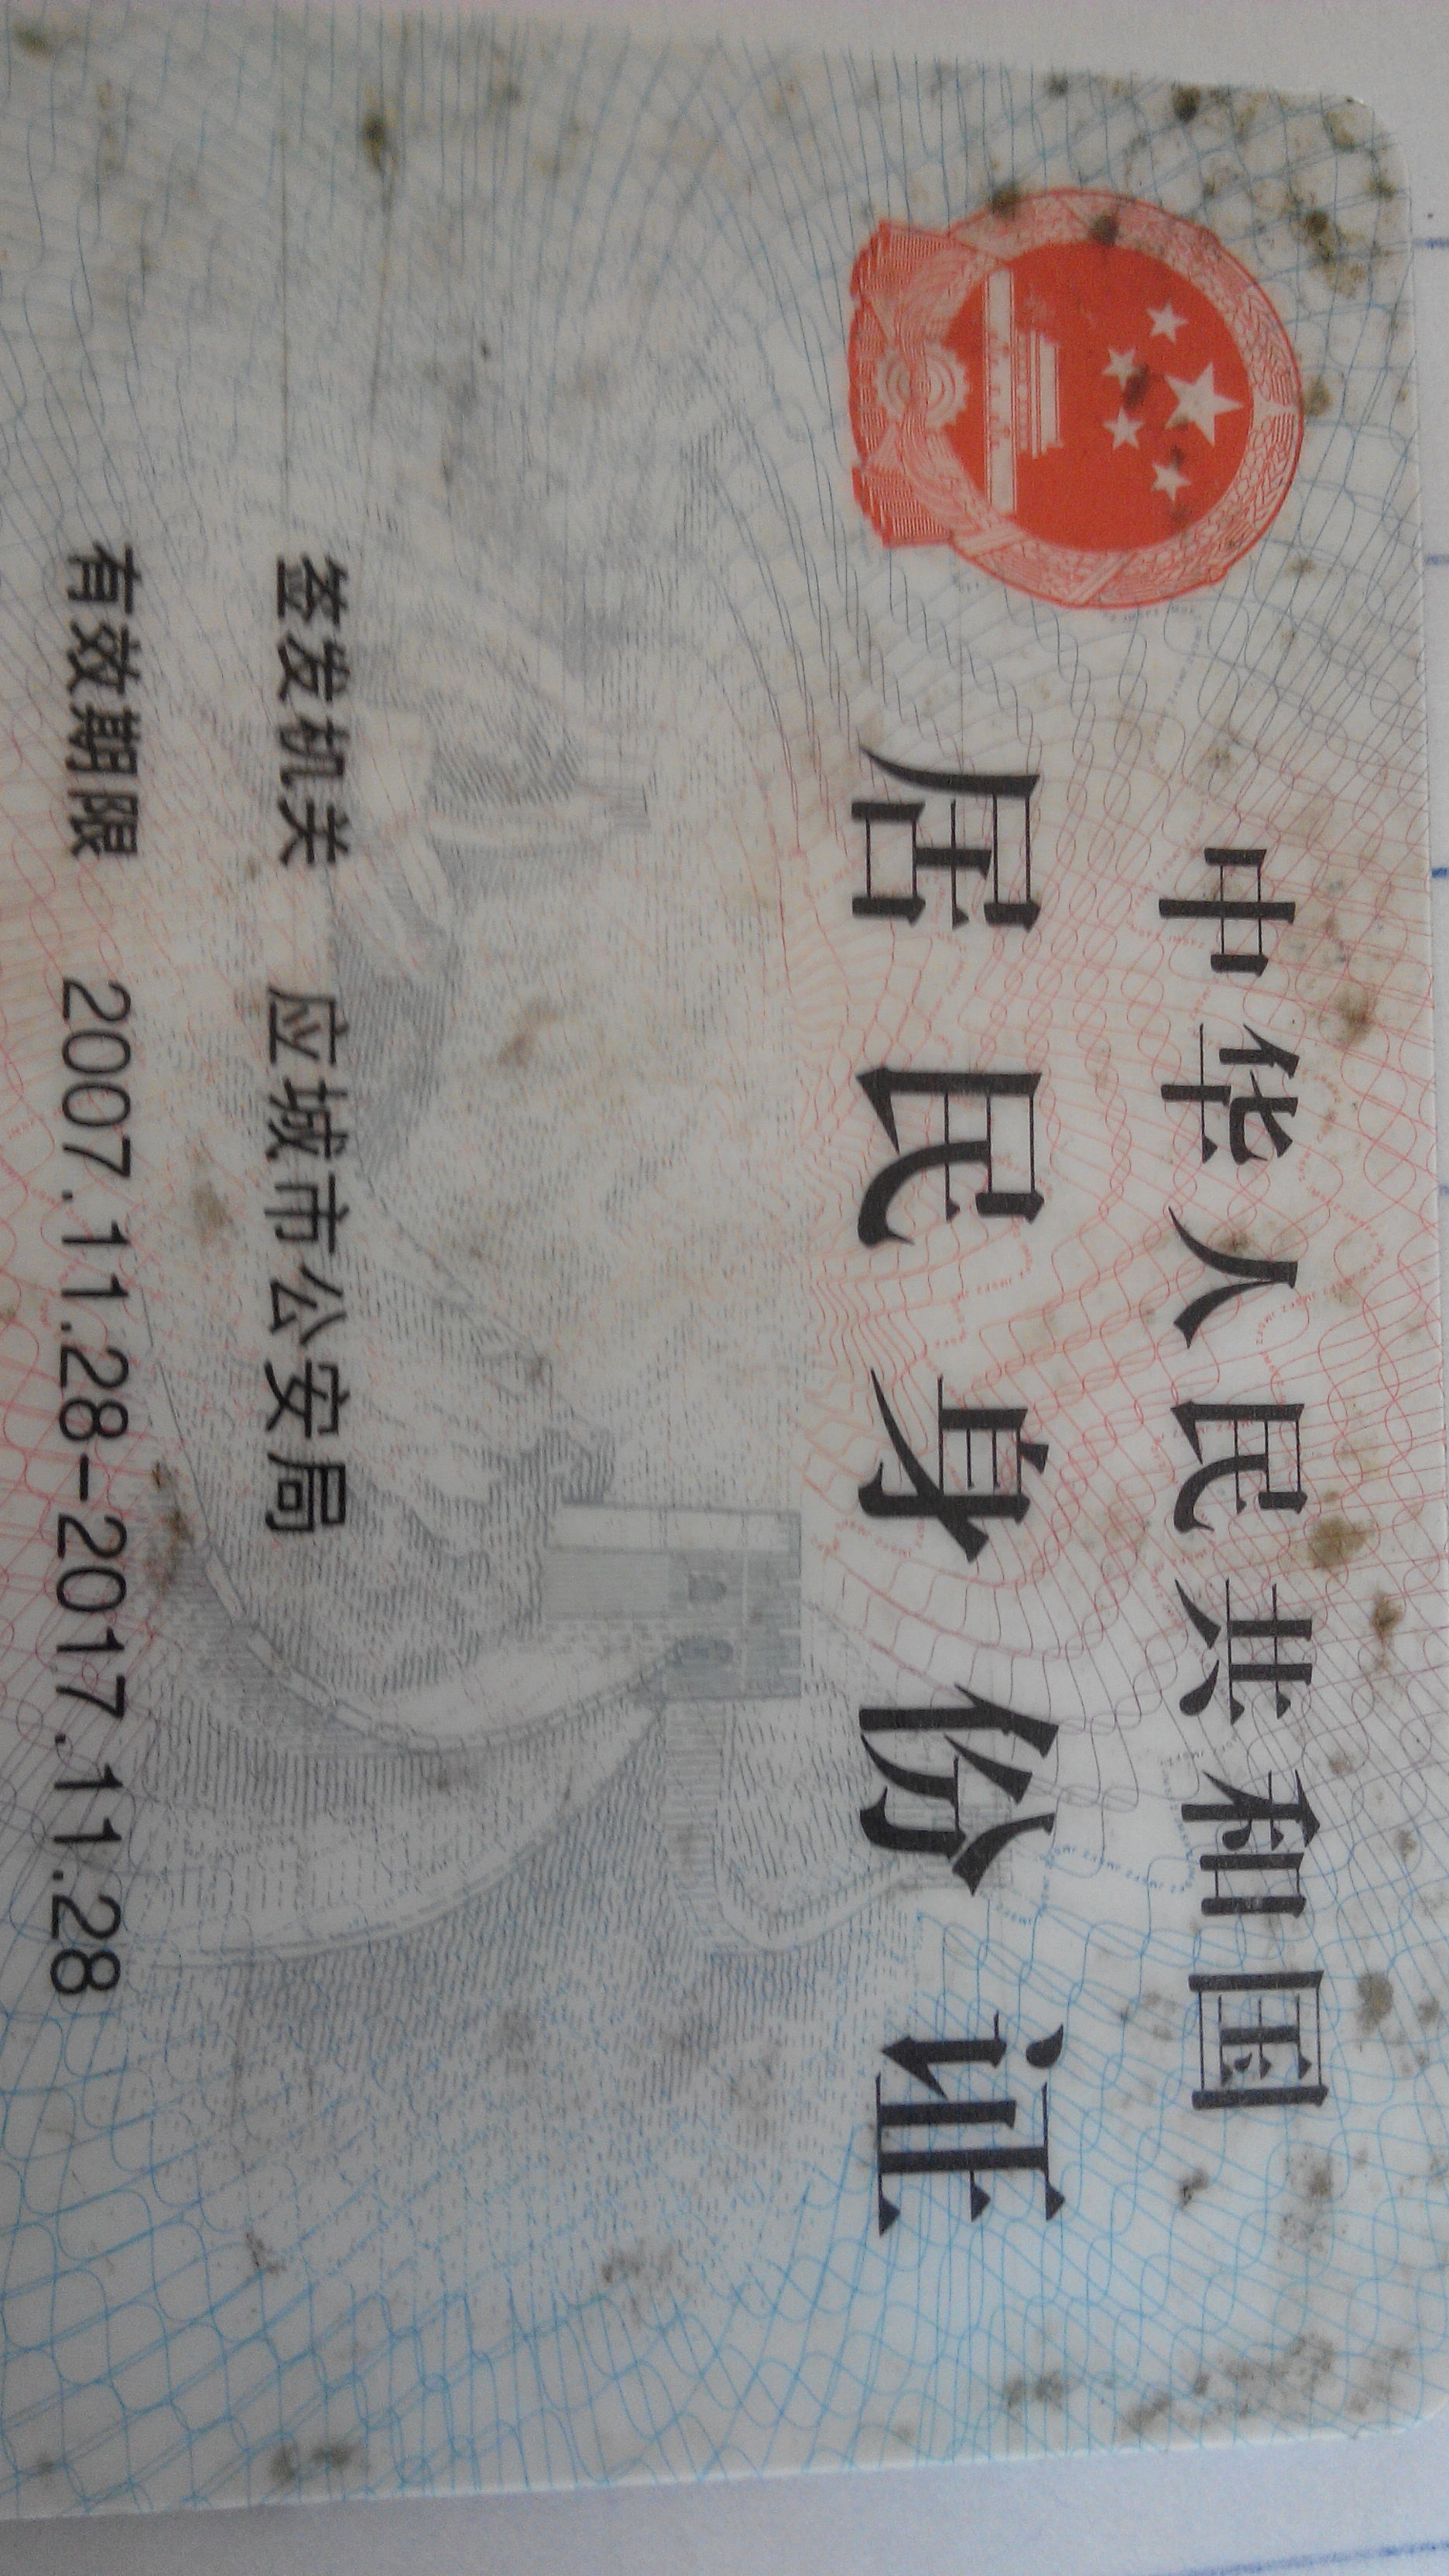 中华人民共和国
居民身份证
签发机关 应城市公安局
有效期限 2007.11.28-2017.11.28